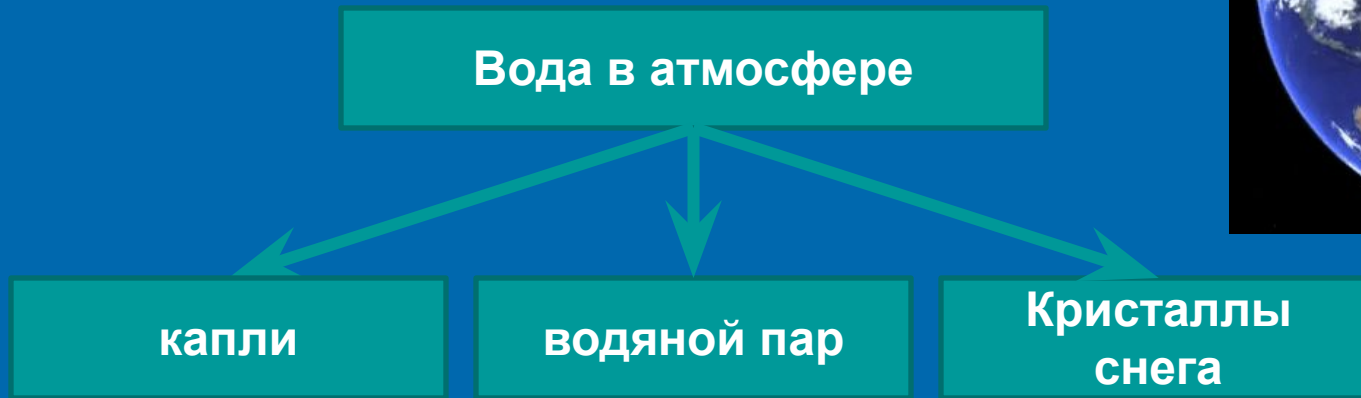 Вода в атмосфере
капли
водяной пар
Кристаллы
снега